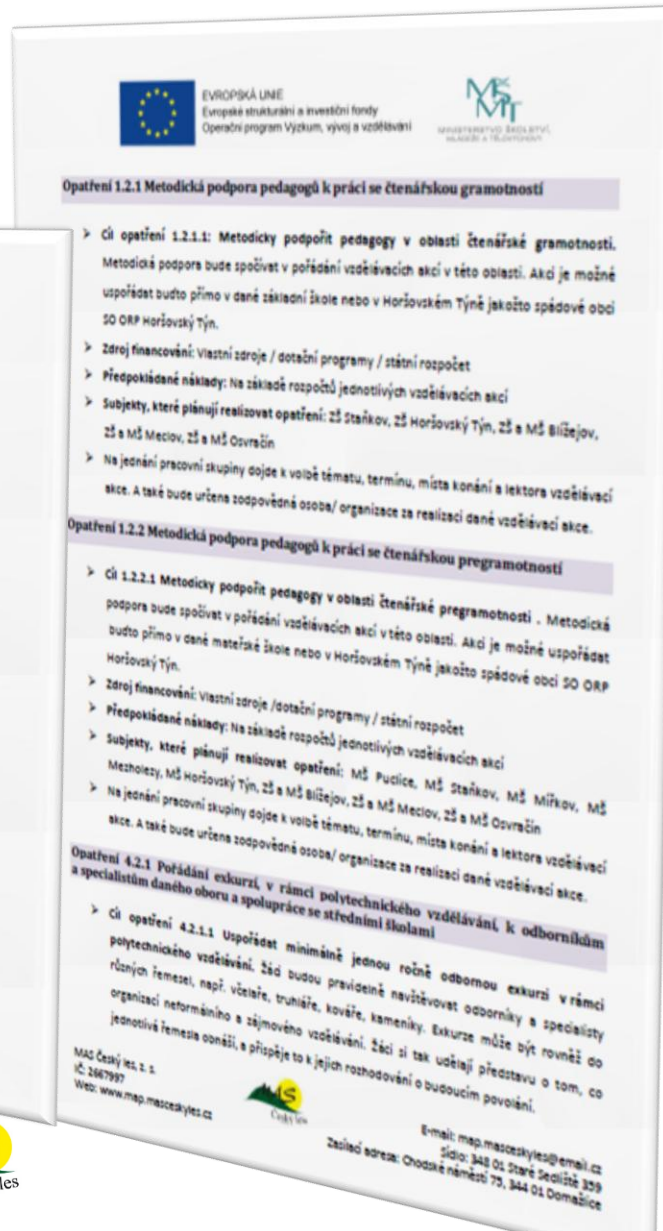 EVROPSKÁ UNIE
Evropské strukturální a investiční fondy
Operační program Výzkum, vývoj a vzdělávání
MŠMT
MINISTERSTVO ŠKOLSTVÍ,
MLÁDEŽE A TĚLOVÝCHOVY
Opatření 1.2.1 Metodická podpora pedagogů k práci se čtenářskou gramotností
➢ Cíl opatření 1.2.1.1: Metodicky podpořit pedagogy v oblasti čtenářské gramotnosti.
Metodická podpora bude spočívat v pořádání vzdělávacích akcí v této oblasti. Akci je možné
uspořádat buďto přímo v dané základní škole nebo v Horšovském Týně jakožto spádové obci
SO ORP Horšovský Týn.
➢ Zdroj financování: Vlastní zdroje / dotační programy / státní rozpočet
➢ Předpokládané náklady: Na základě rozpočtů jednotlivých vzdělávacích akcí
➢ Subjekty, které plánují realizovat opatření: ZŠ Staňkov, ZŠ Horšovský Týn, ZŠ a MŠ Blížejov,
ZŠ a MŠ Meclov, ZŠ a MŠ Osvračín
➢ Na jednání pracovní skupiny dojde k volbě tématu, termínu, místa konání a lektora vzdělávací
akce. A také bude určena zodpovědná osoba/ organizace za realizaci dané vzdělávací akce.
Opatření 1.2.2 Metodická podpora pedagogů k práci se čtenářskou pregramotností
➢ Cíl 1.2.2.1 Metodicky podpořit pedagogy v oblasti čtenářské pregramotnosti . Metodická
podpora bude spočívat v pořádání vzdělávacích akcí v této oblasti. Akci je možné uspořádat
buďto přímo v dané mateřské škole nebo v Horšovském Týně jakožto spádové obci SO ORP
Horšovský Týn.
➢ Zdroj financování: Vlastní zdroje /dotační programy / státní rozpočet
➢ Předpokládané náklady: Na základě rozpočtů jednotlivých vzdělávacích akcí
➢ Subjekty, které plánují realizovat opatření: MŠ Puclice, MŠ Staňkov, MŠ Mířkov, MŠ
Mezholezy, MŠ Horšovský Týn, ZŠ a MŠ Blížejov, ZŠ a MŠ Meclov, ZŠ a MŠ Osvračín
➢ Na jednání pracovní skupiny dojde k volbě tématu, termínu, místa konání a lektora vzdělávací
akce. A také bude určena zodpovědná osoba/ organizace za realizaci dané vzdělávací akce.
Opatření 4.2.1 Pořádání exkurzí, v rámci polytechnického vzdělávání, k odborníkům
a specialistům daného oboru a spolupráce se středními školami
➢ Cíl opatření 4.2.1.1 Uspořádat minimálně jednou ročně odbornou exkurzi v rámci
polytechnického vzdělávání. Žáci budou pravidelně navštěvovat odborníky a specialisty
různých řemesel, např. včelaře, truhláře, kováře, kameníky. Exkurze může být rovněž do
organizací neformálního a zájmového vzdělávání. Žáci si tak udělají představu o tom, co
jednotlivá řemesla obnáší, a přispěje to k jejich rozhodování o budoucím povolání.
MAS Český les, z. s.
IČ: 2667997
Web: www.map.masceskyles.cz
MAS
Český les
E-mail: map.masceskyles@email.cz
Sídlo: 348 01 Staré Sedliště 359
Zasílací adresa: Chodské náměstí 75, 344 01 Domažlice
les